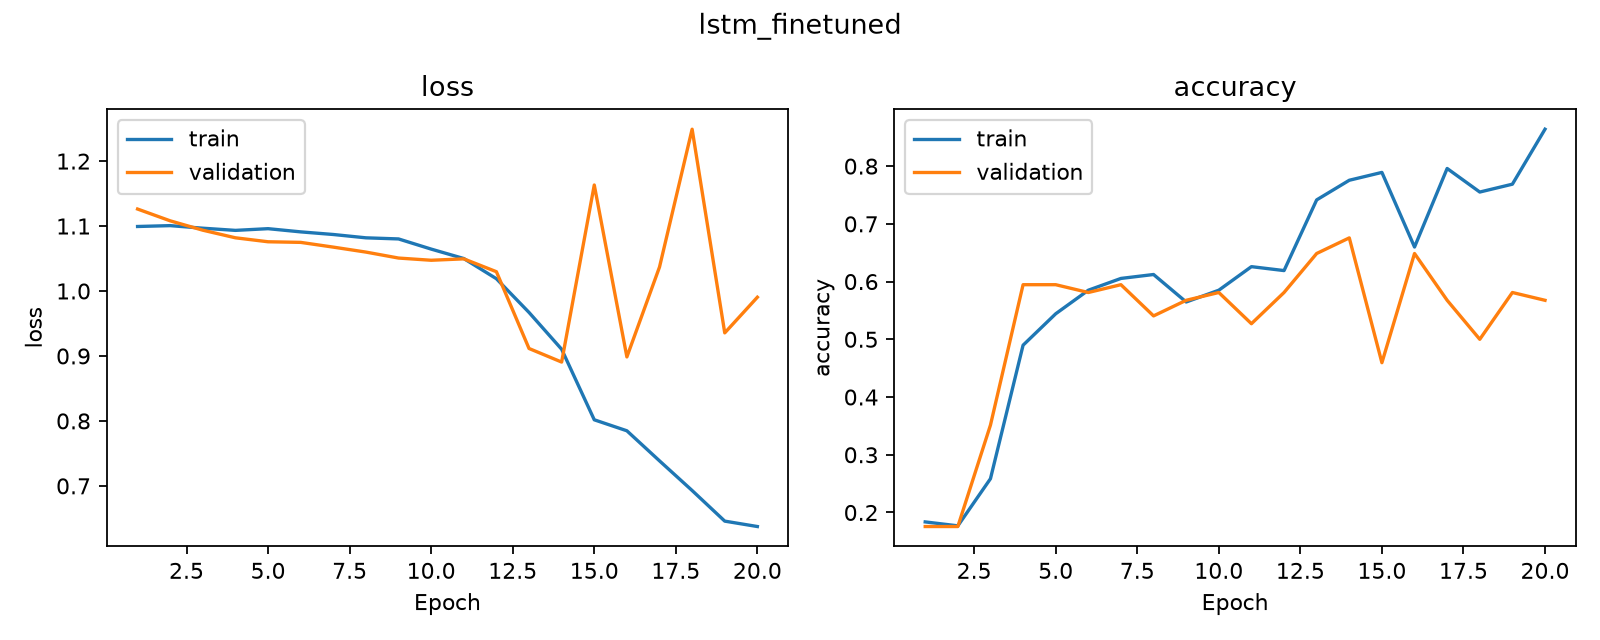 lstm_finetuned
loss
train
validation
1.2
1.1
1.0
0.9
0.8
0.7
loss
2.5 5.0 7.5 10.0 12.5 15.0 17.5 20.0
Epoch
accuracy
train
validation
0.8
0.7
0.6
0.5
0.4
0.3
0.2
accuracy
2.5 5.0 7.5 10.0 12.5 15.0 17.5 20.0
Epoch